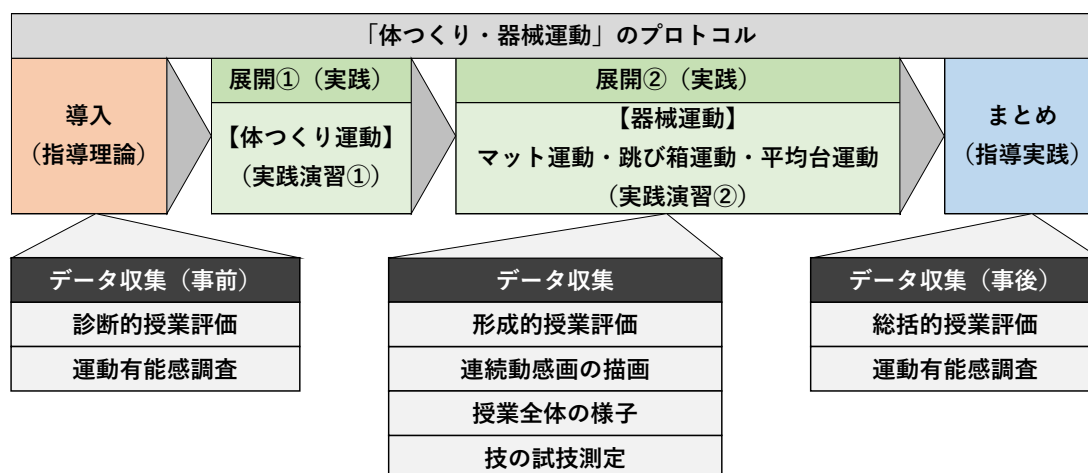 「体つくり・器械運動」のプロトコル
導入
（指導理論）
展開①（実践）
【体つくり運動】
（実践演習①）
展開②（実践）
【器械運動】
マット運動・跳び箱運動・平均台運動
（実践演習②）
まとめ
（指導実践）
データ収集（事前）
診断的授業評価
運動有能感調査
データ収集
形成的授業評価
連続動感画の描画
授業全体の様子
技の試技測定
データ収集（事後）
総括的授業評価
運動有能感調査